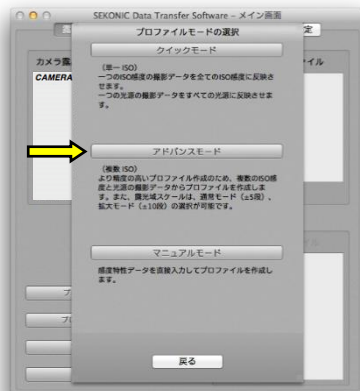 SEKONIC Data Transfer Software – メイン画面
プロファイルモードの選択
定
クイックモード
カメラ露
イル
CAMERA
（単一 ISO）
一つのISO感度の撮影データを全てのISO感度に反映さ
せます。
一つの光源の撮影データをすべての光源に反映させま
す。
アドバンスモード
（複数 ISO）
より精度の高いプロファイル作成のため、複数のISO感
度と光源の撮影データからプロファイルを作成しま
す。また、露光域スケールは、通常モード（±5段）、
拡大モード（±10段）の選択が可能です。
マニュアルモード
感度特性データを直接入力してプロファイルを作成し
ます。
プ
プロ
戻る